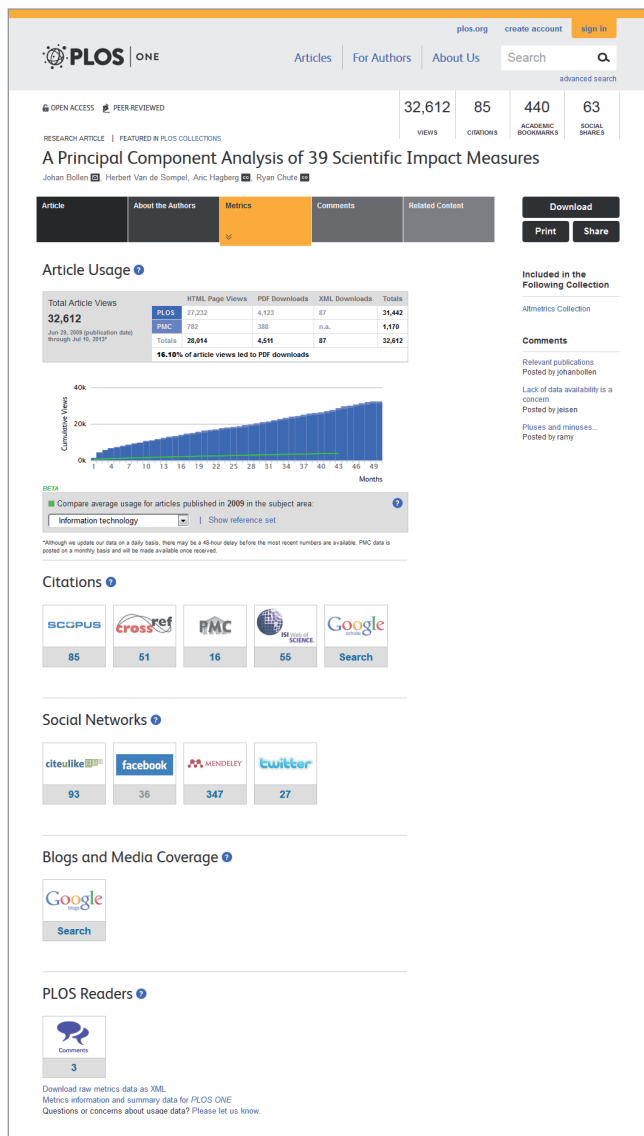 plos.org create account sign in
PLOS ONE
Articles For Authors About Us Search
advanced search
OPEN ACCESS PEER-REVIEWED
32,612 85 440 63
VIEWS CITATIONS ACADEMIC BOOKMARKS SOCIAL SHARES
RESEARCH ARTICLE | FEATURED IN PLOS COLLECTIONS
A Principal Component Analysis of 39 Scientific Impact Measures
Johan Bollen, Herbert Van de Sompel, Aric Hagberg, Ryan Chute
Article About the Authors Metrics Comments Related Content
Download
Print Share
Article Usage ?
Total Article Views
32,612
Jun 29, 2009 (publication date)
through Jul 10, 2013*
HTML Page Views PDF Downloads XML Downloads Totals
PLOS 27,232 4,123 87 31,442
PMC 782 388 n.a. 1,170
Totals 28,014 4,511 87 32,612
16.10% of article views led to PDF downloads
Cumulative Views
40k
20k
0k
1 4 7 10 13 16 19 22 25 28 31 34 37 40 43 46 49
Months
BETA
Compare average usage for articles published in 2009 in the subject area: ?
Information technology | Show reference set
*Although we update our data on a daily basis, there may be a 48-hour delay before the most recent numbers are available. PMC data is
posted on a monthly basis and will be made available once received.
Included in the
Following Collection
Altmetrics Collection
Comments
Relevant publications
Posted by johanbollen
Lack of data availability is a
concern
Posted by jeisen
Pluses and minuses...
Posted by ramy
Citations ?
SCOPUS crossref PMC ISI Web of SCIENCE. Google scholar
85 51 16 55 Search
Social Networks ?
citeulike facebook MENDELEY twitter
93 36 347 27
Blogs and Media Coverage ?
Google blogs
Search
PLOS Readers ?
Comments
3
Download raw metrics data as XML
Metrics information and summary data for PLOS ONE
Questions or concerns about usage data? Please let us know.